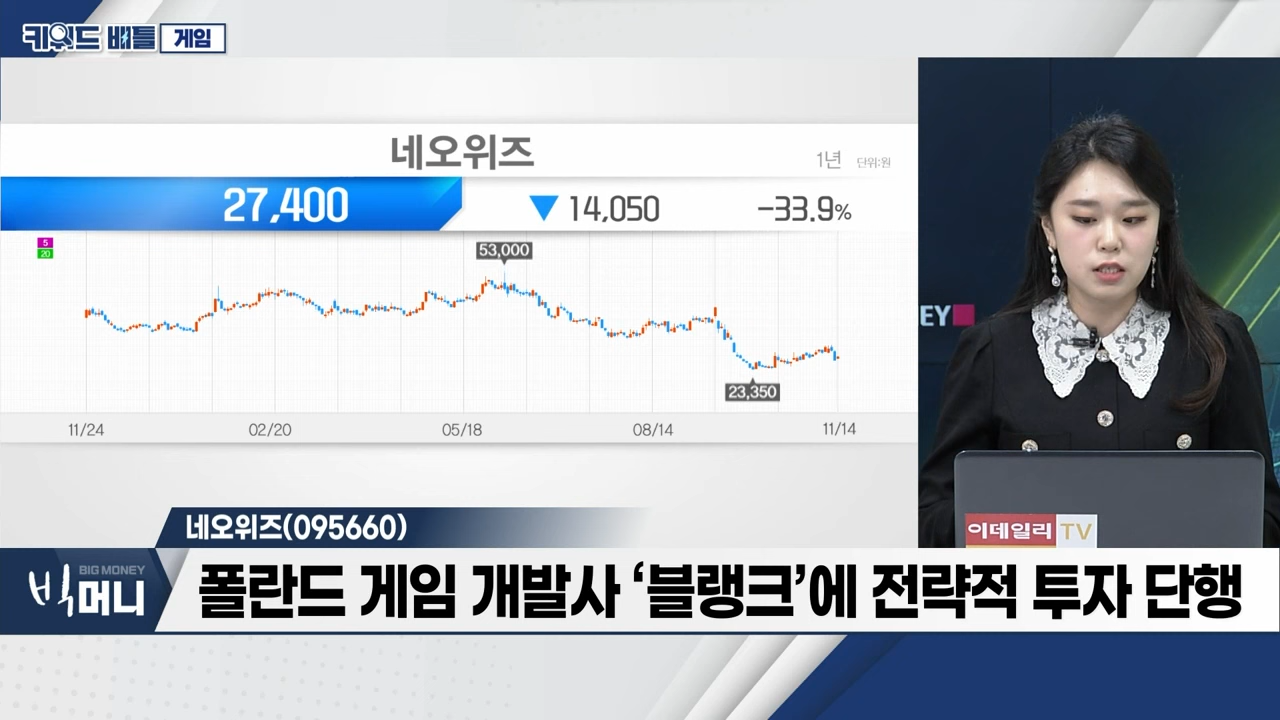 키워드 배틀 게임
네오위즈
1년 단위:원
27,400 ▼ 14,050 -33.9%
5
20
53,000
23,350
11/24 02/20 05/18 08/14 11/14
EY
이데일리 TV
네오위즈(095660)
BIG MONEY
빅머니
폴란드 게임 개발사 ‘블랭크’에 전략적 투자 단행